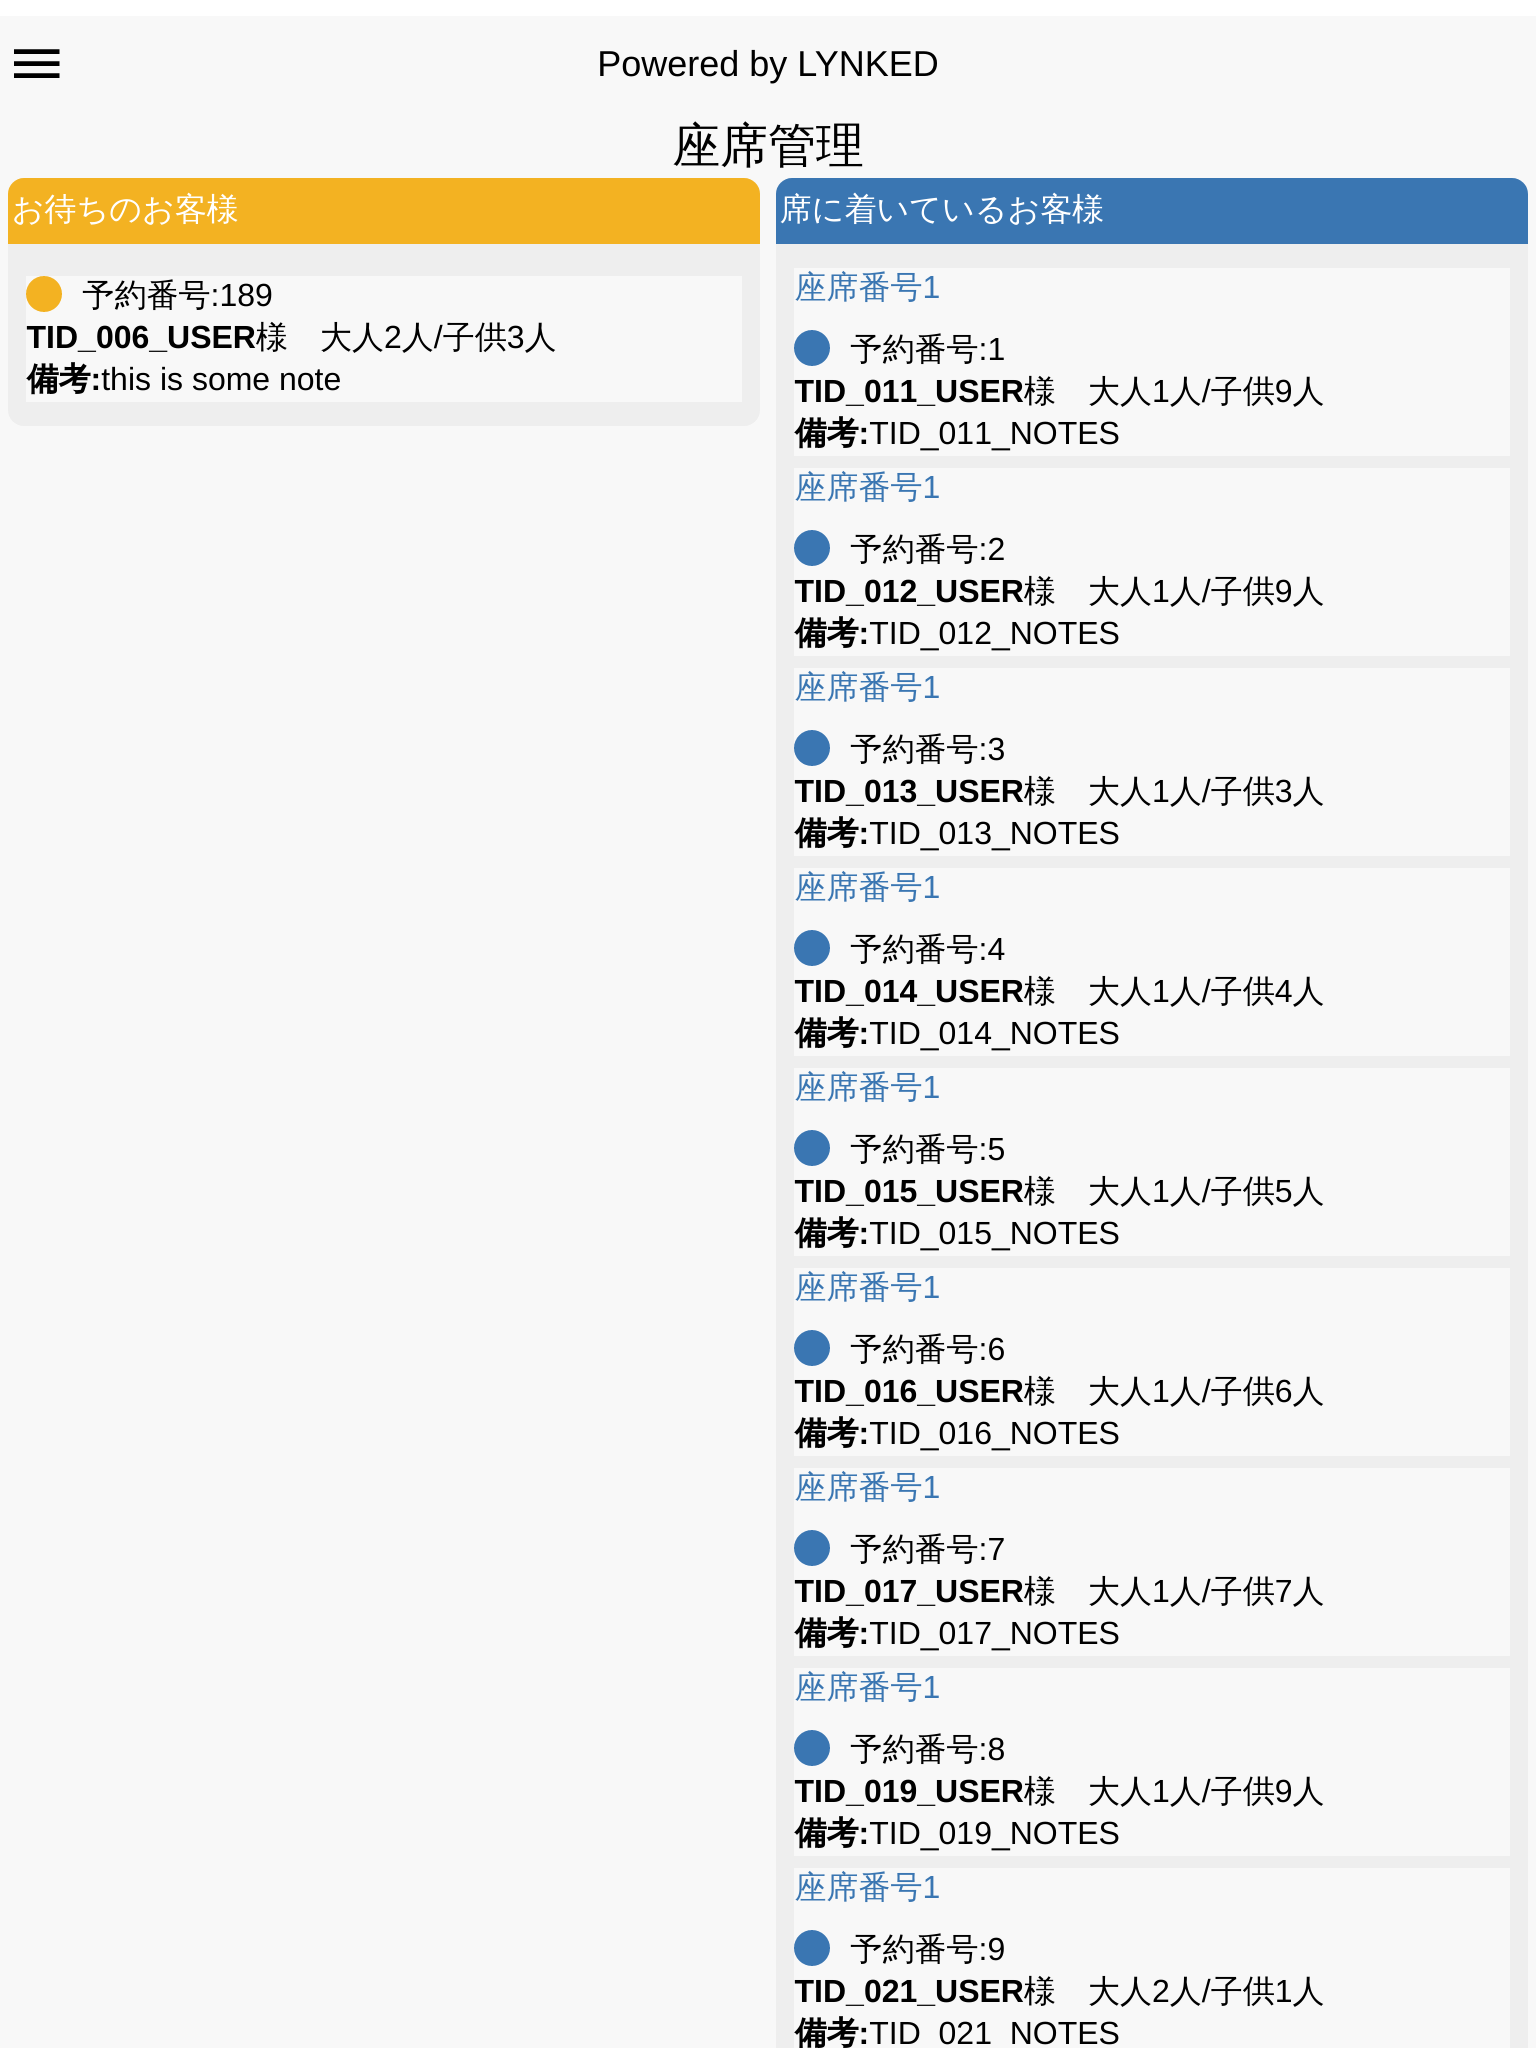 Powered by LYNKED
座席管理
お待ちのお客様
予約番号:189
TID_006_USER様　大人2人/子供3人
備考:this is some note
席に着いているお客様
座席番号1
予約番号:1
TID_011_USER様　大人1人/子供9人
備考:TID_011_NOTES
座席番号1
予約番号:2
TID_012_USER様　大人1人/子供9人
備考:TID_012_NOTES
座席番号1
予約番号:3
TID_013_USER様　大人1人/子供3人
備考:TID_013_NOTES
座席番号1
予約番号:4
TID_014_USER様　大人1人/子供4人
備考:TID_014_NOTES
座席番号1
予約番号:5
TID_015_USER様　大人1人/子供5人
備考:TID_015_NOTES
座席番号1
予約番号:6
TID_016_USER様　大人1人/子供6人
備考:TID_016_NOTES
座席番号1
予約番号:7
TID_017_USER様　大人1人/子供7人
備考:TID_017_NOTES
座席番号1
予約番号:8
TID_019_USER様　大人1人/子供9人
備考:TID_019_NOTES
座席番号1
予約番号:9
TID_021_USER様　大人2人/子供1人
備考:TID_021_NOTES